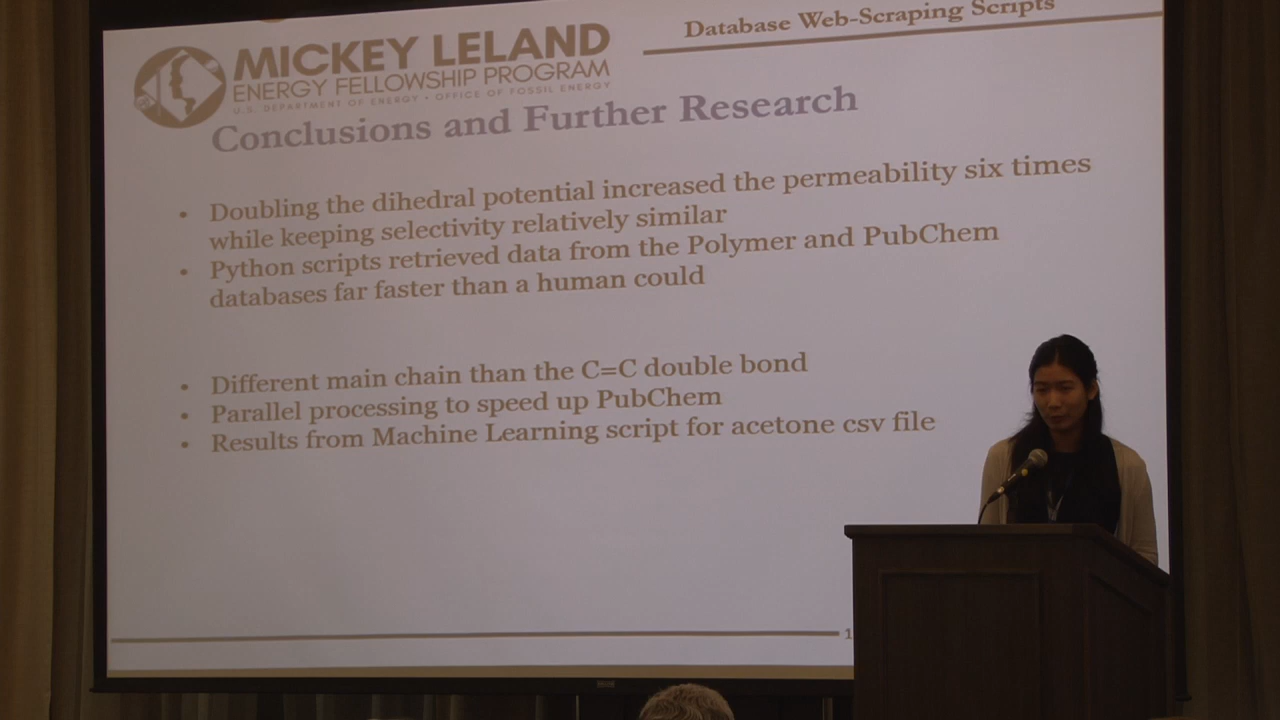 Database Web-Scraping Scripts
MICKEY LELAND
ENERGY FELLOWSHIP PROGRAM
U.S. DEPARTMENT OF ENERGY • OFFICE OF FOSSIL ENERGY
Conclusions and Further Research
• Doubling the dihedral potential increased the permeability six times
while keeping selectivity relatively similar
• Python scripts retrieved data from the Polymer and PubChem
databases far faster than a human could
• Different main chain than the C=C double bond
• Parallel processing to speed up PubChem
• Results from Machine Learning script for acetone csv file